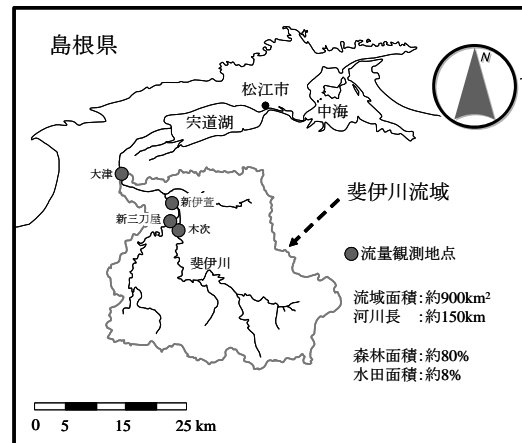 島根県
N
松江市
宍道湖
中海
大津
斐伊川流域
新伊萱
新三刀屋
木次
流量観測地点
斐伊川
流域面積：約900km²
河川長　：約150km
森林面積：約80%
水田面積：約8%
0 5 15 25 km